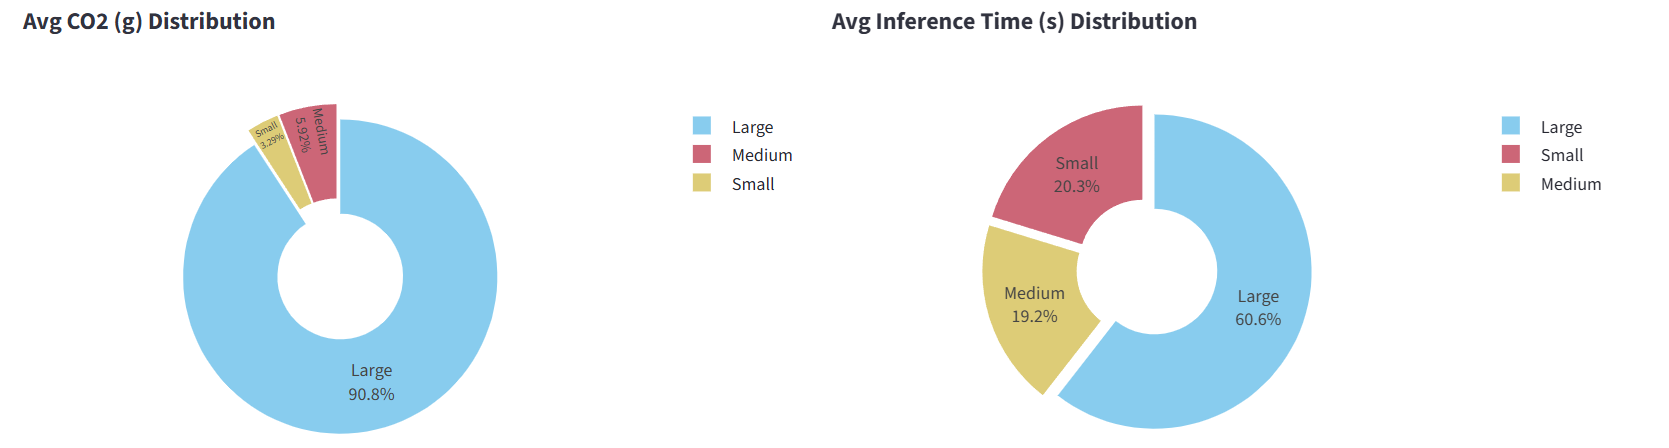 Avg CO2 (g) Distribution
Small
3.29%
Medium
5.92%
Large
90.8%
Large
Medium
Small
Avg Inference Time (s) Distribution
Small
20.3%
Medium
19.2%
Large
60.6%
Large
Small
Medium